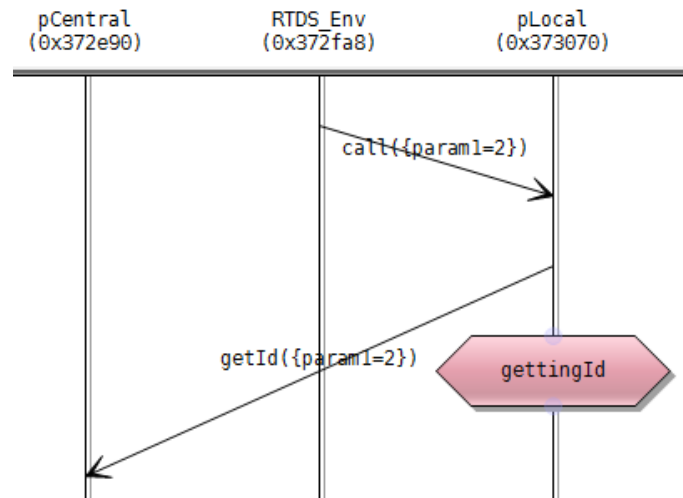 pCentral
(0x372e90)
RTDS_Env
(0x372fa8)
pLocal
(0x373070)
call({param1=2})
getId({param1=2})
gettingId